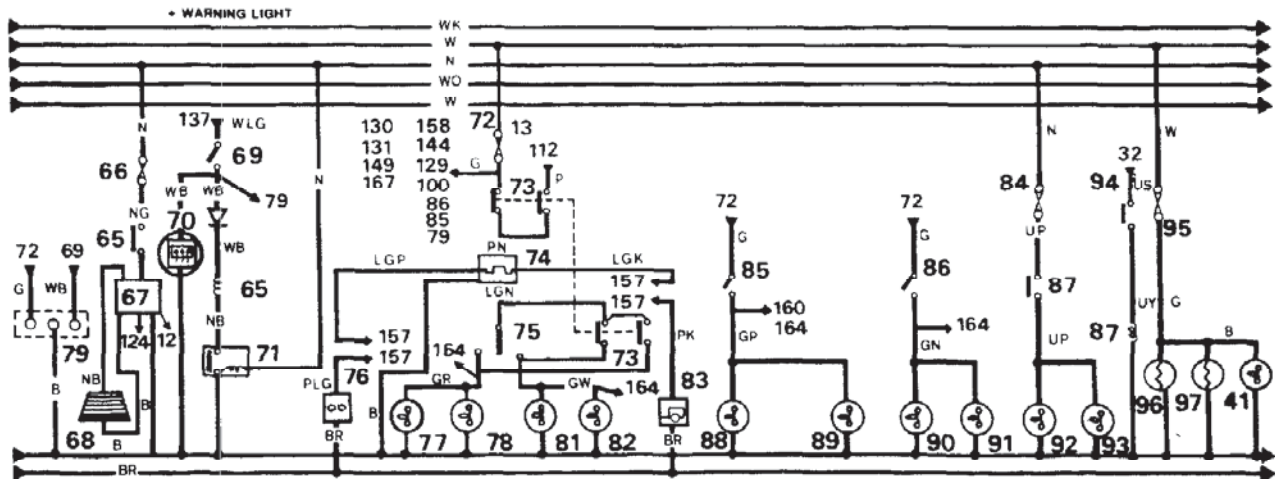 + WARNING LIGHT
WK
W
N
WO
W
N
137
WLG
130 158
131 144
149 129
167 100
86
85
79
72
13
G
112
P
N
W
66
69
N
WB
WB
79
73
84
32
94
US
95
NG
70
65
WB
72
72
UP
72
69
G
WB
67
65
PN
74
LGP
LGK
LGN
157
157
G
85
G
86
87
UY
G
87
124
12
NB
71
75
73
PK
160
164
164
79
B
NB
B
157
157
164
GP
GN
UP
B
PLG
76
GR
GW
164
83
68
B
B
BR
77
78
81
82
BR
88
89
90
91
92
93
96
97
41
BR